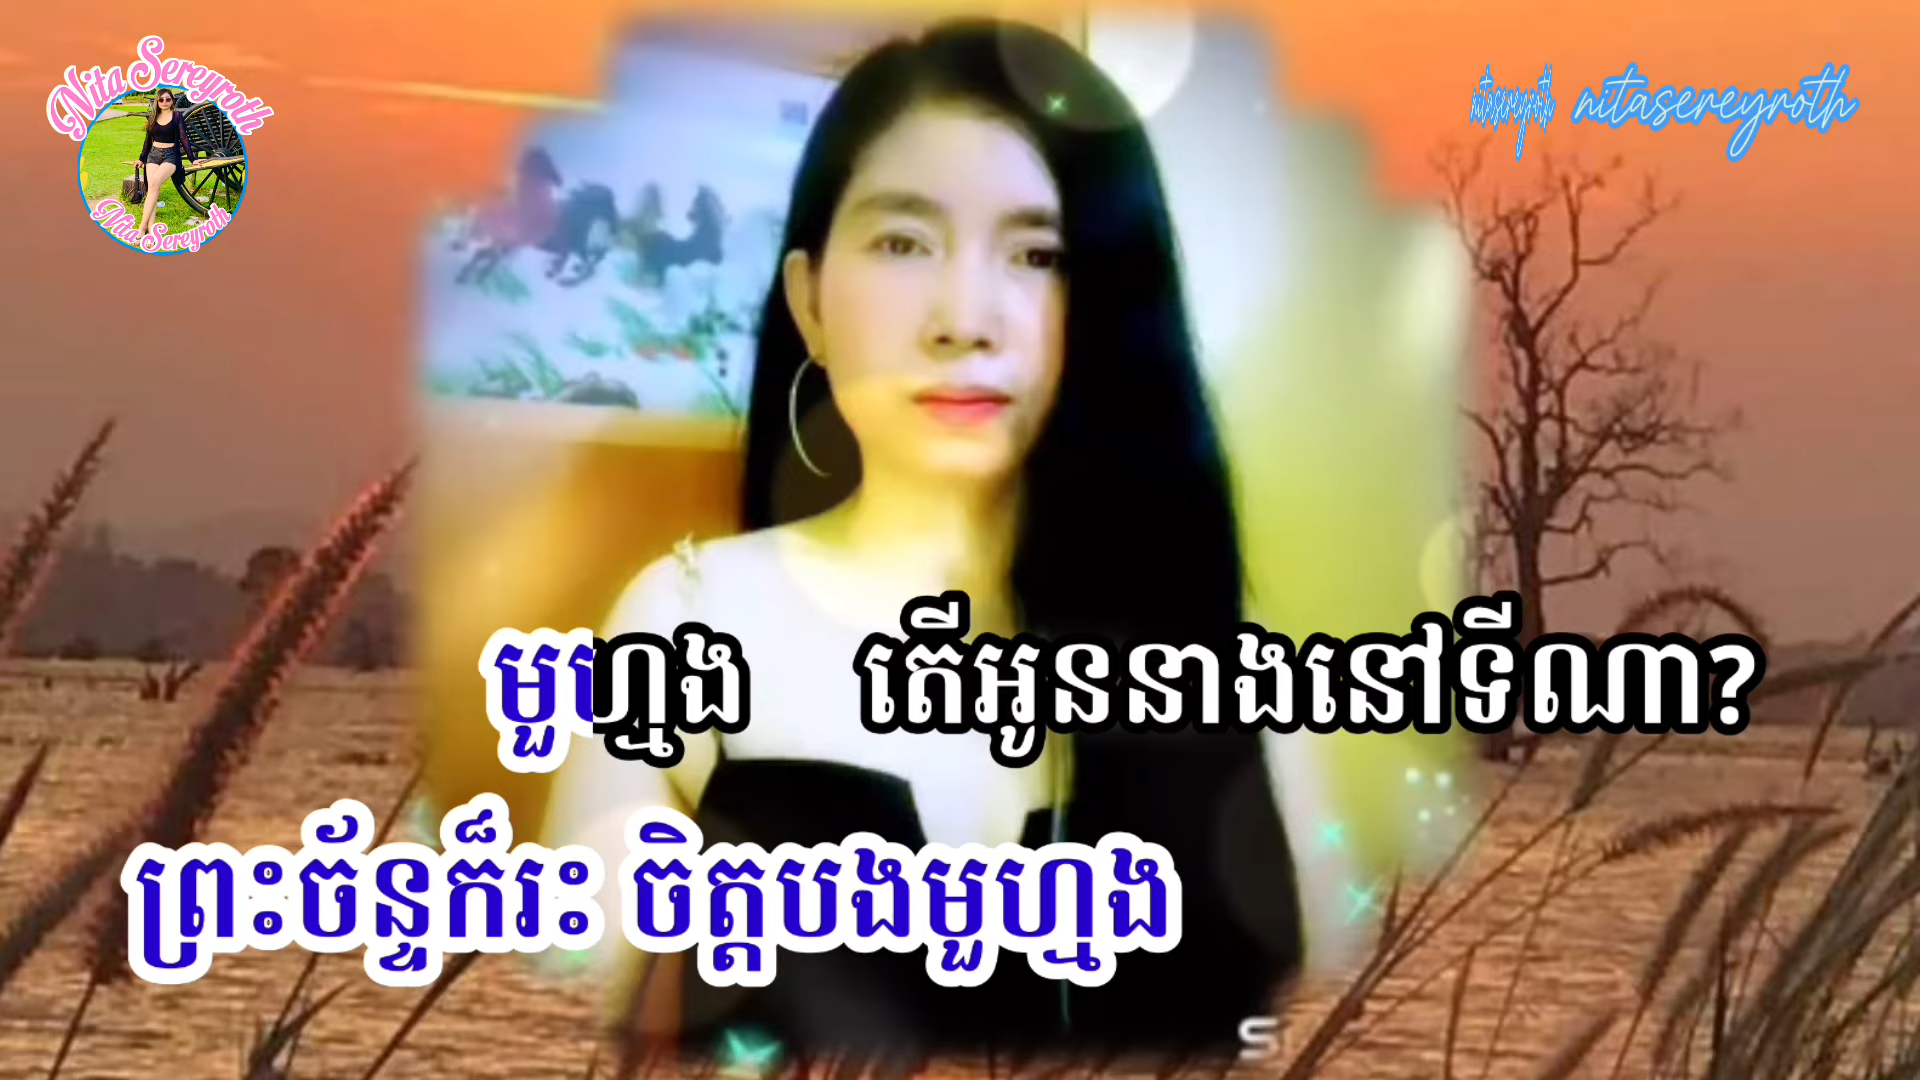 Nita Sereyroth
Nita Sereyroth
nitasereyroth nitasereyroth
មួហ្មង តើអូននាងនៅទីណា?
ព្រះច័ន្ទក៏រះ ចិត្តបងមួហ្មង
S